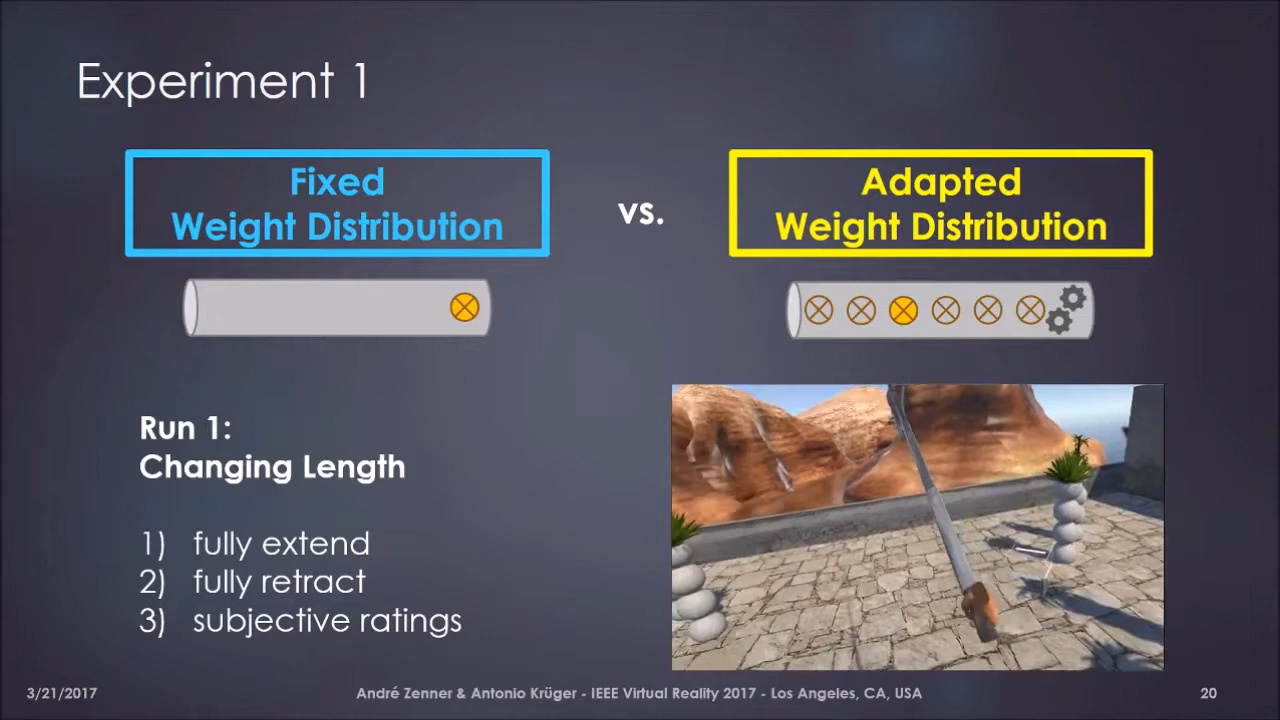 Experiment 1
Fixed
Weight Distribution
vs.
Adapted
Weight Distribution
Run 1:
Changing Length
1) fully extend
2) fully retract
3) subjective ratings
3/21/2017
André Zenner & Antonio Krüger - IEEE Virtual Reality 2017 - Los Angeles, CA, USA
20